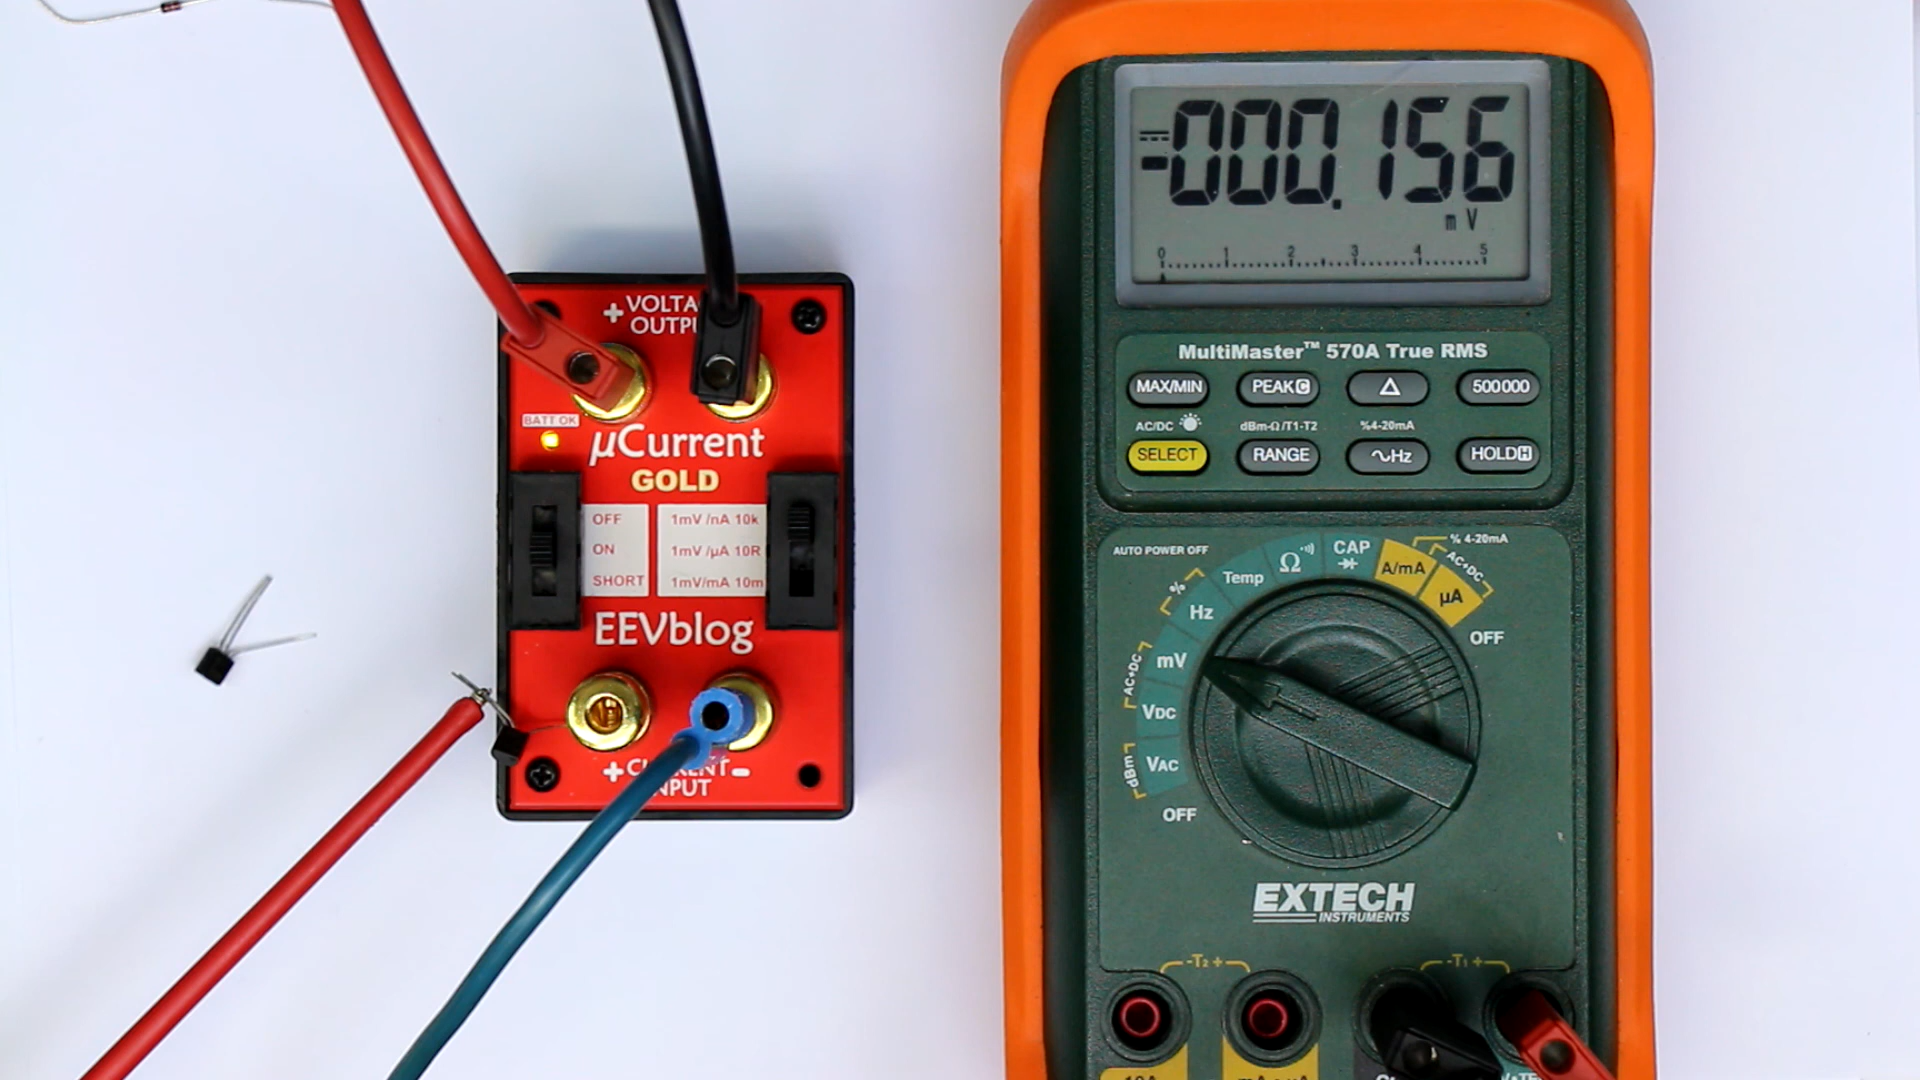 -000.156
mV
0 1 2 3 4 5
MultiMaster™ 570A True RMS
MAX/MIN PEAK C Δ 500000
AC/DC dBm-Ω/T1-T2 %4-20mA
SELECT RANGE ∿Hz HOLD H
AUTO POWER OFF
% 4-20mA
AC+DC
CAP
A/mA
µA
OFF
Ω
Temp
%
Hz
mV
AC+DC
VDC
VAC
dBm
OFF
EXTECH
INSTRUMENTS
-T2+ -T1+
10A
+
OUTPU
BATT OK
µCurrent
GOLD
OFF 1mV/nA 10k
ON 1mV/µA 10R
SHORT 1mV/mA 10m
EEVblog
+ -